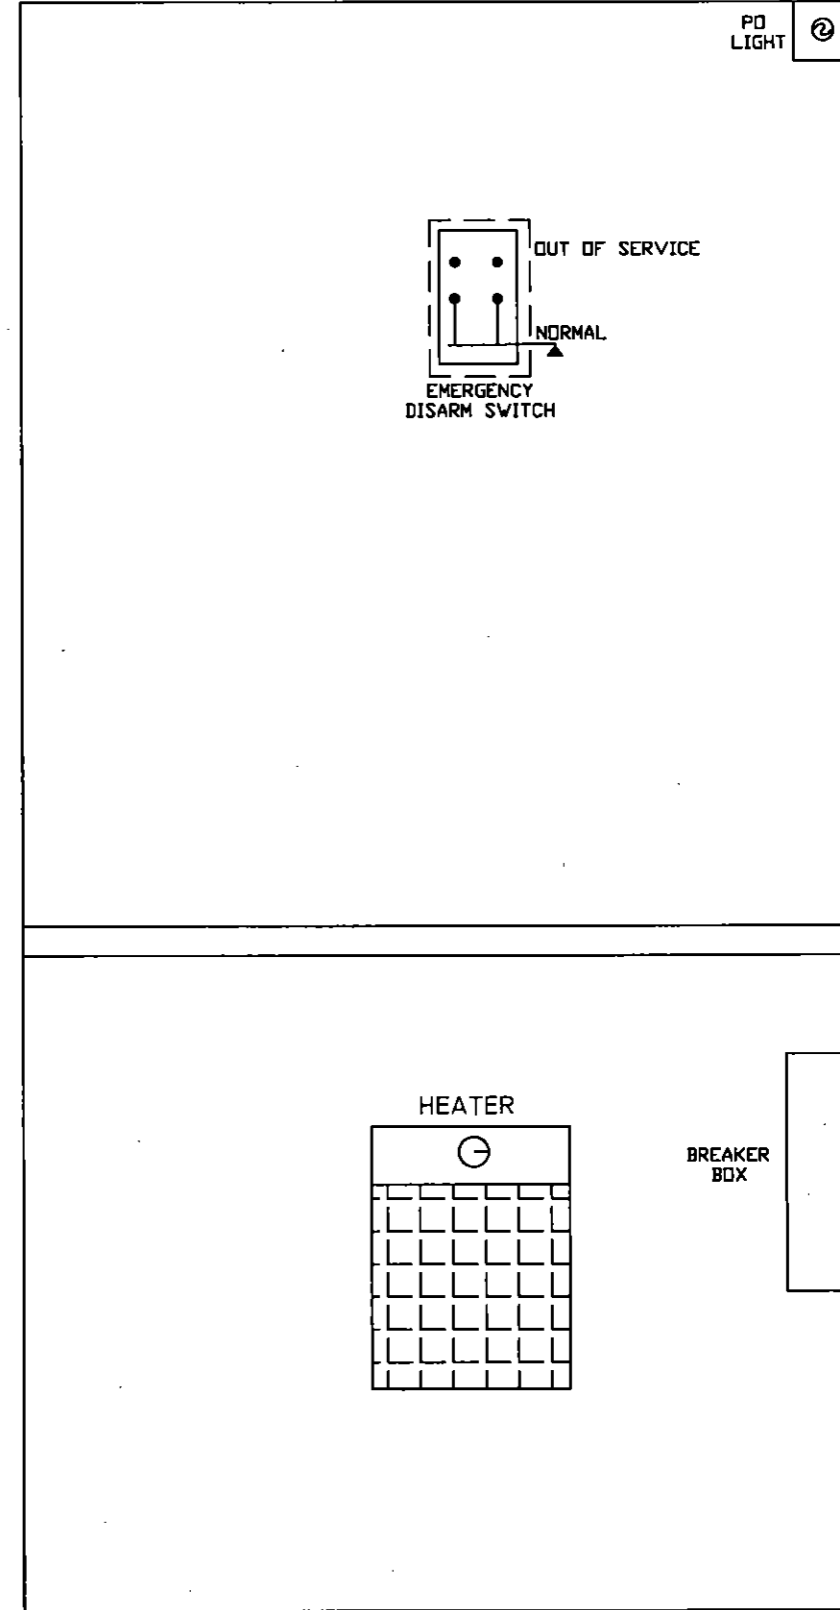 PO
LIGHT
OUT OF SERVICE
NORMAL
EMERGENCY
DISARM SWITCH
HEATER
BREAKER
BOX